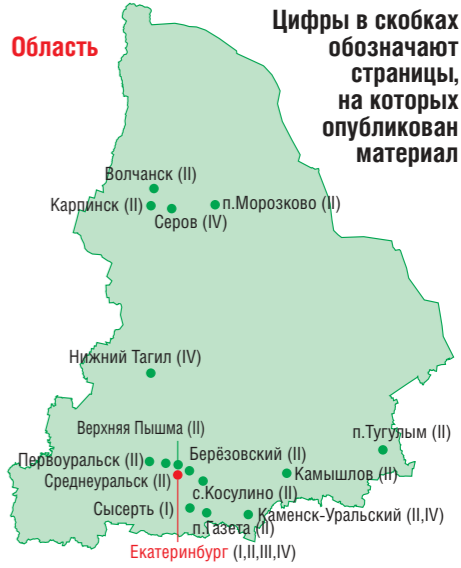 Область
Цифры в скобках
обозначают
страницы,
на которых
опубликован
материал
Волчанск (II)
Карпинск (II)
п.Морозково (II)
Серов (IV)
Нижний Тагил (IV)
Верхняя Пышма (II)
п.Тугулым (II)
Первоуральск (II)
Берёзовский (II)
Среднеуральск (II)
Камышлов (II)
с.Косулино (II)
Сысерть (I)
Каменск-Уральский (II,IV)
п.Газета (II)
Екатеринбург (I,II,III,IV)